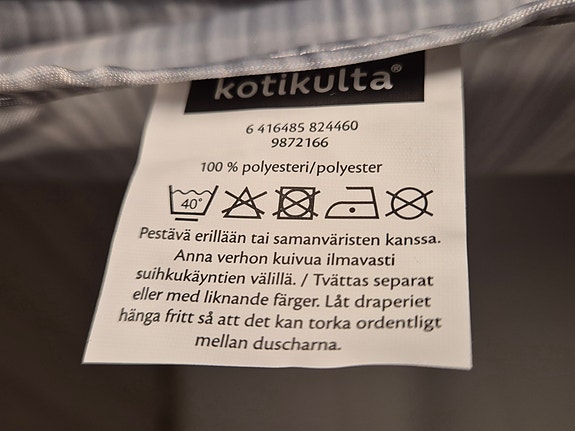 kotikulta®
6 416485 824460
9872166
100 % polyesteri/polyester
40°
Pestävä erillään tai samanväristen kanssa.
Anna verhon kuivua ilmavasti
suihkukäyntien välillä. / Tvättas separat
eller med liknande färger. Låt draperiet
hänga fritt så att det kan torka ordentligt
mellan duscharna.